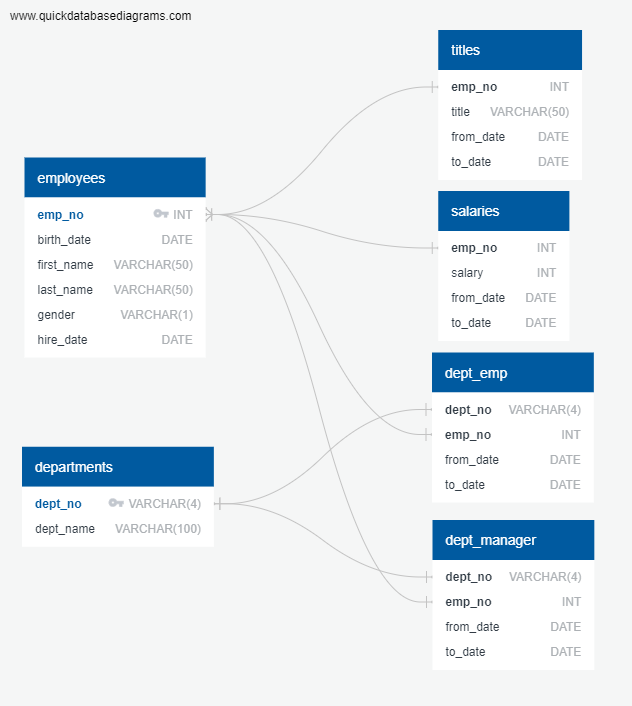 www.quickdatabasediagrams.com
titles
emp_no INT
title VARCHAR(50)
from_date DATE
to_date DATE
employees
emp_no INT
birth_date DATE
first_name VARCHAR(50)
last_name VARCHAR(50)
gender VARCHAR(1)
hire_date DATE
salaries
emp_no INT
salary INT
from_date DATE
to_date DATE
dept_emp
dept_no VARCHAR(4)
emp_no INT
from_date DATE
to_date DATE
departments
dept_no VARCHAR(4)
dept_name VARCHAR(100)
dept_manager
dept_no VARCHAR(4)
emp_no INT
from_date DATE
to_date DATE